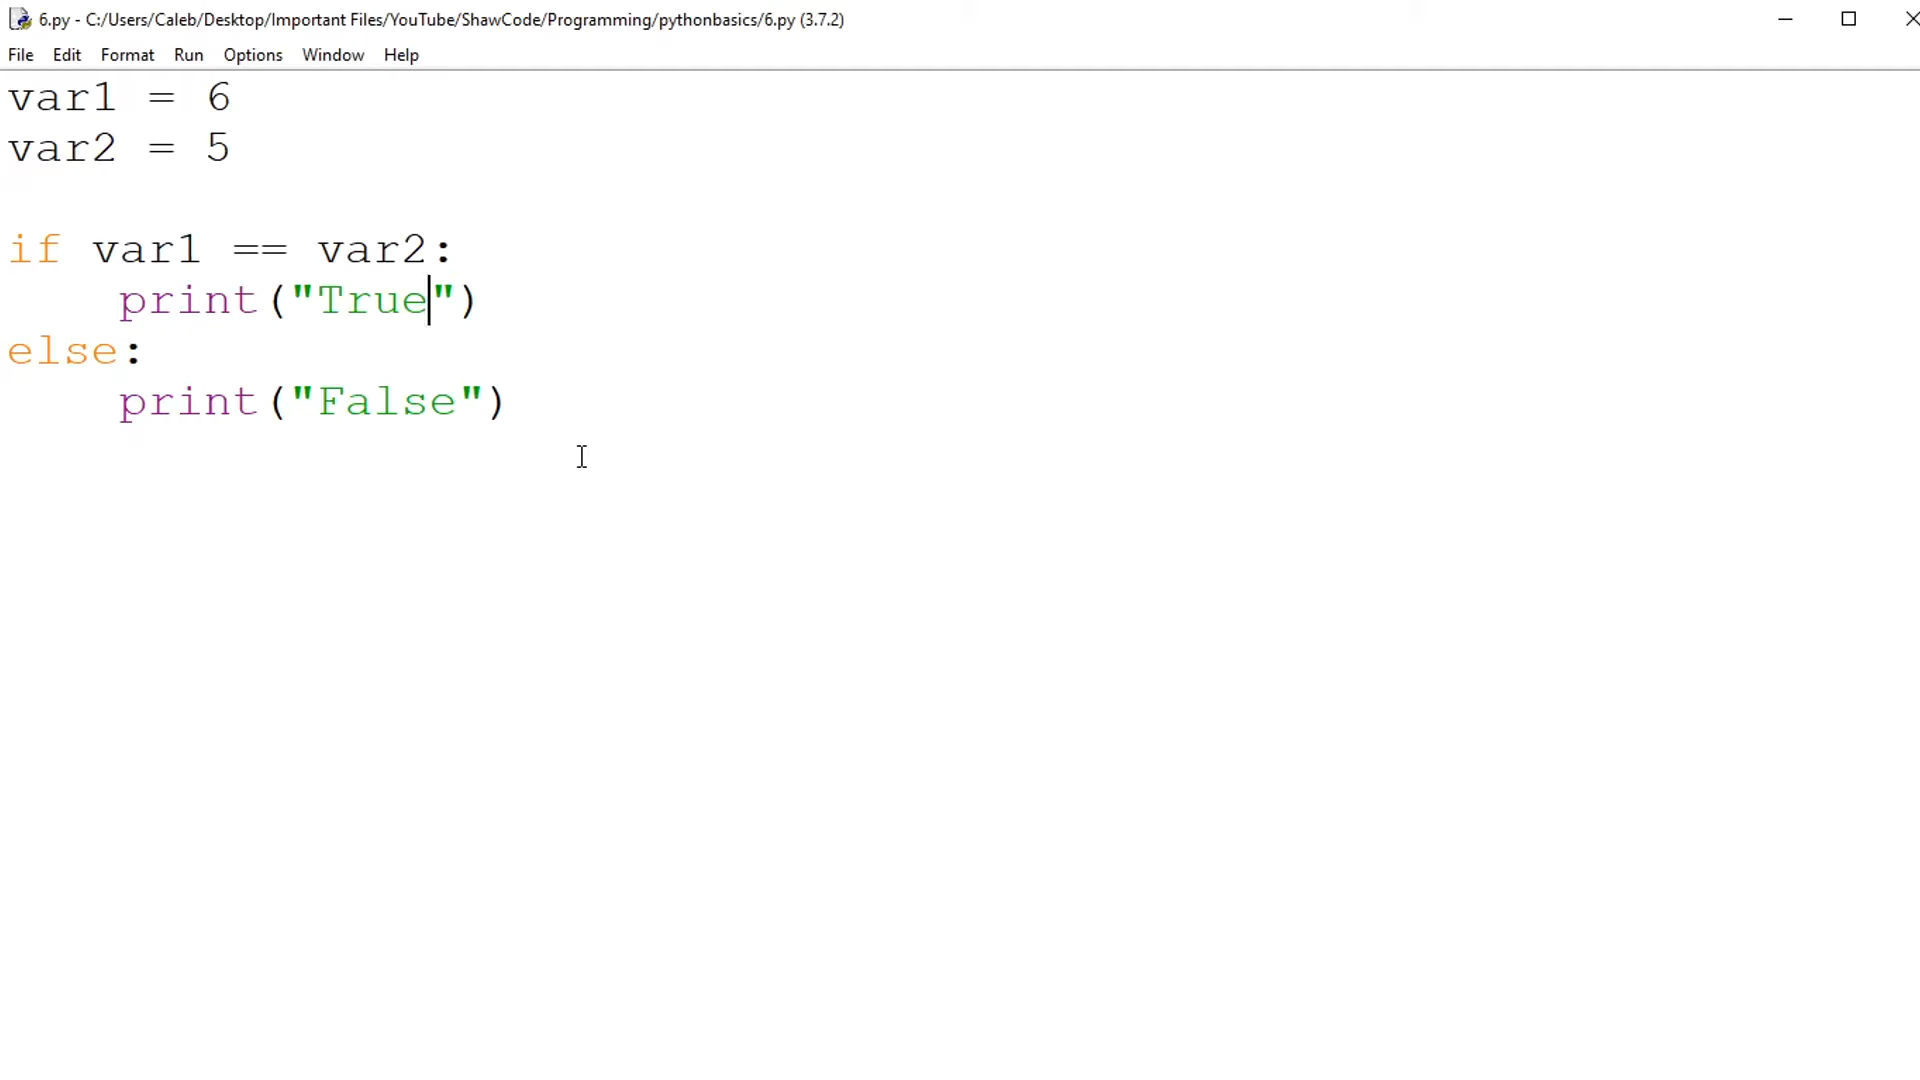 6.py - C:/Users/Caleb/Desktop/Important Files/YouTube/ShawCode/Programming/pythonbasics/6.py (3.7.2)
File Edit Format Run Options Window Help
var1 = 6
var2 = 5
if var1 == var2:
    print("True")
else:
    print("False")